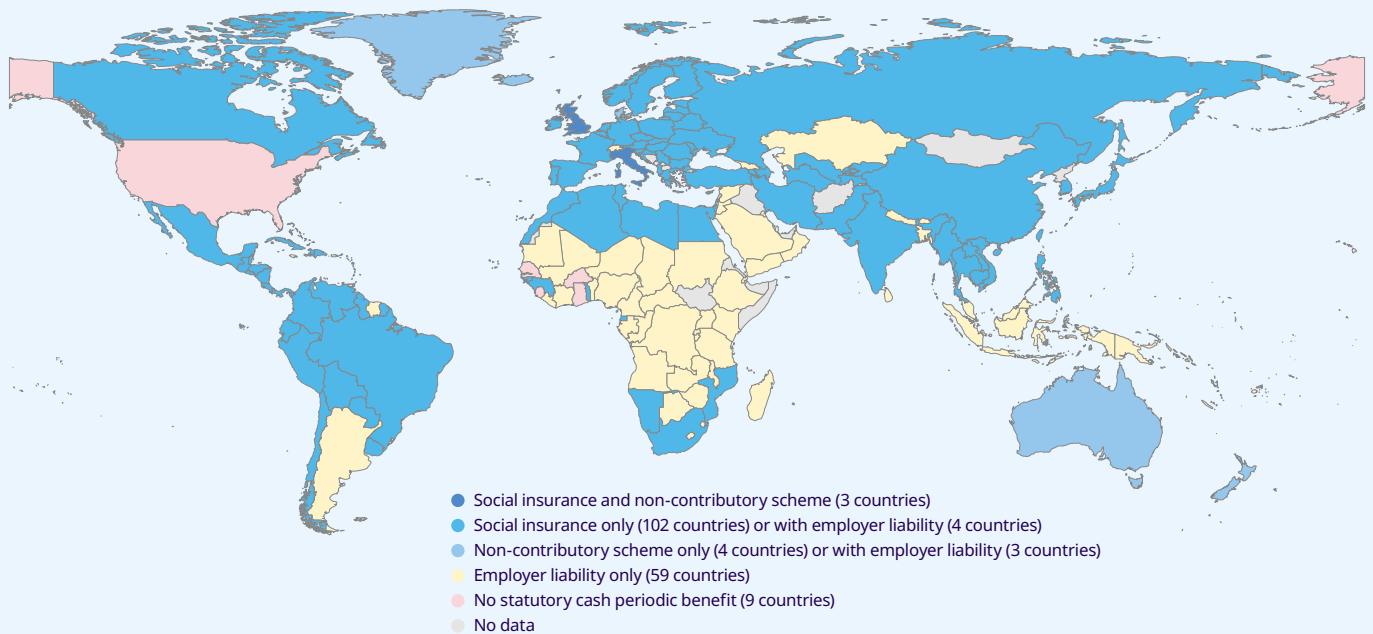 Social insurance and non-contributory scheme (3 countries)
Social insurance only (102 countries) or with employer liability (4 countries)
Non-contributory scheme only (4 countries) or with employer liability (3 countries)
Employer liability only (59 countries)
No statutory cash periodic benefit (9 countries)
No data